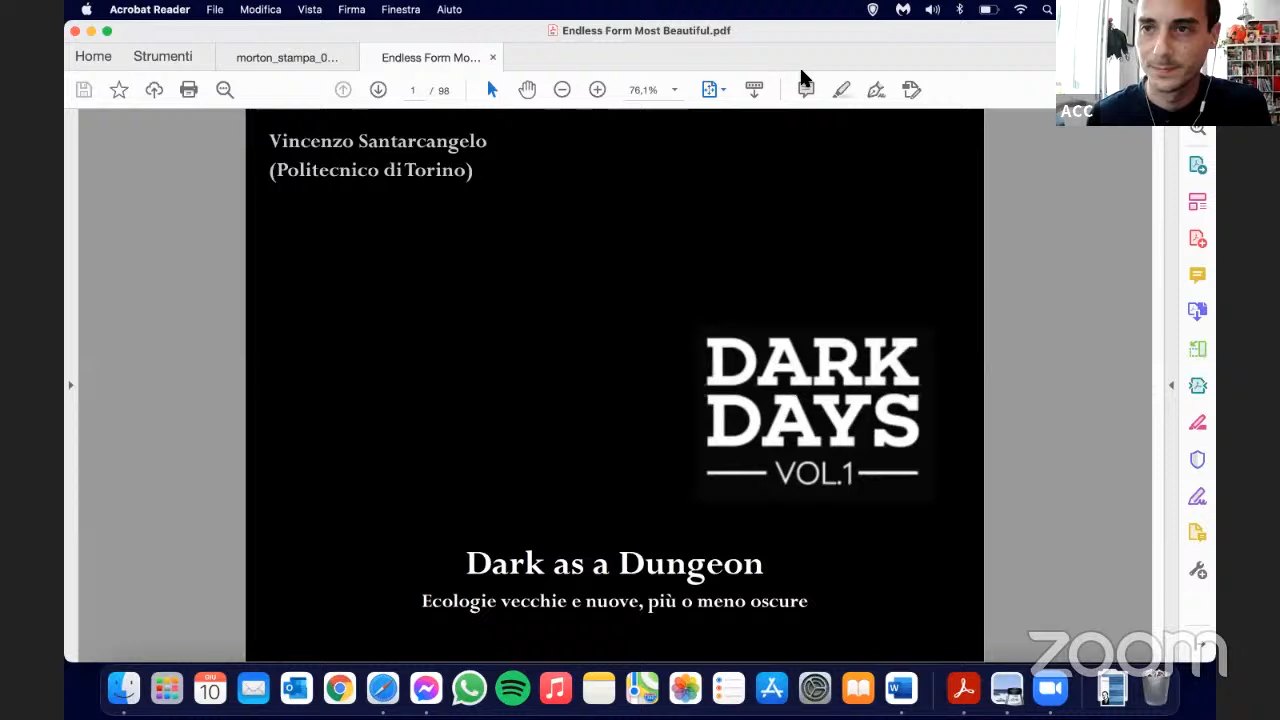 Acrobat Reader File Modifica Vista Firma Finestra Aiuto
Endless Form Most Beautiful.pdf
Home Strumenti morton_stampa_0... Endless Form Mo... ×
1 / 98 76,1%
ACC
Vincenzo Santarcangelo
(Politecnico di Torino)
DARK
DAYS
VOL.1
Dark as a Dungeon
Ecologie vecchie e nuove, più o meno oscure
zoom
GIU
10